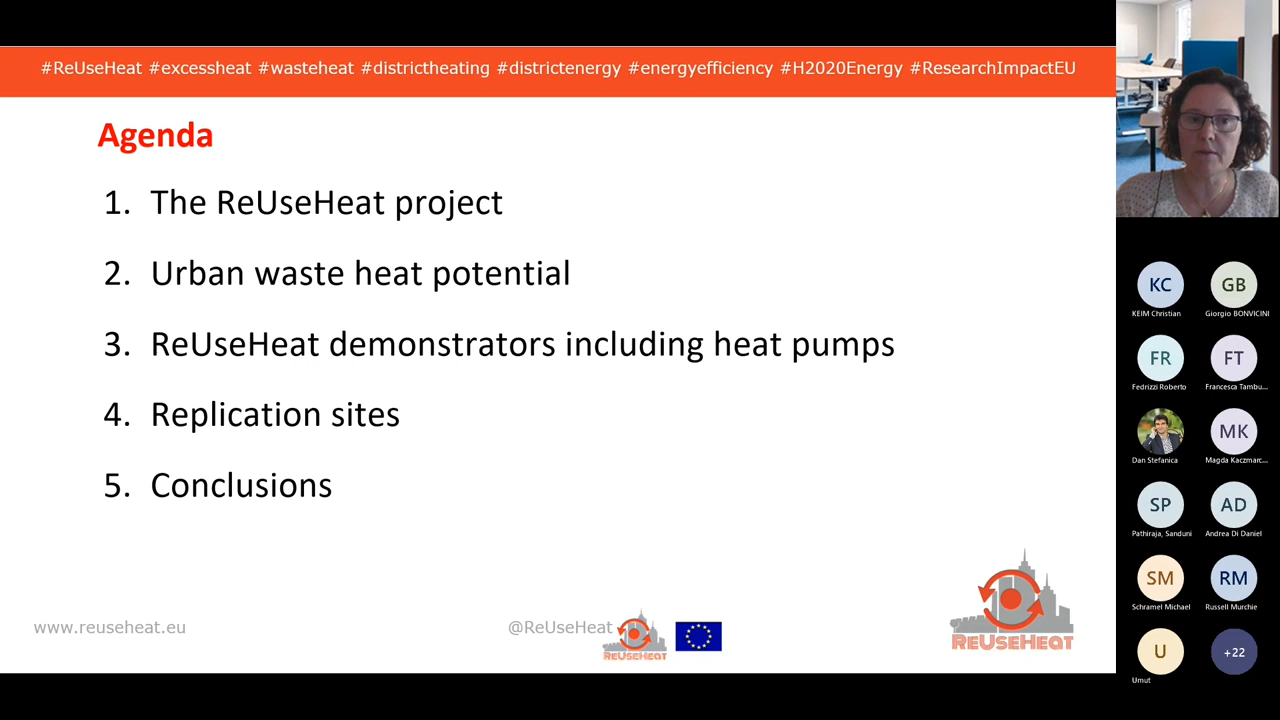 #ReUseHeat #excessheat #wasteheat #districtheating #districtenergy #energyefficiency #H2020Energy #ResearchImpactEU
Agenda
1. The ReUseHeat project
2. Urban waste heat potential
3. ReUseHeat demonstrators including heat pumps
4. Replication sites
5. Conclusions
www.reuseheat.eu
@ReUseHeat
ReUseHeat
ReUseHeat
KC
KEIM Christian
GB
Giorgio BONVICINI
FR
Fedrizzi Roberto
FT
Francesca Tambu...
Dan Stefanica
MK
Magda Kaczmarc...
SP
Pathiraja, Sanduni
AD
Andrea Di Daniel
SM
Schramel Michael
RM
Russell Murchie
U
Umut
+22